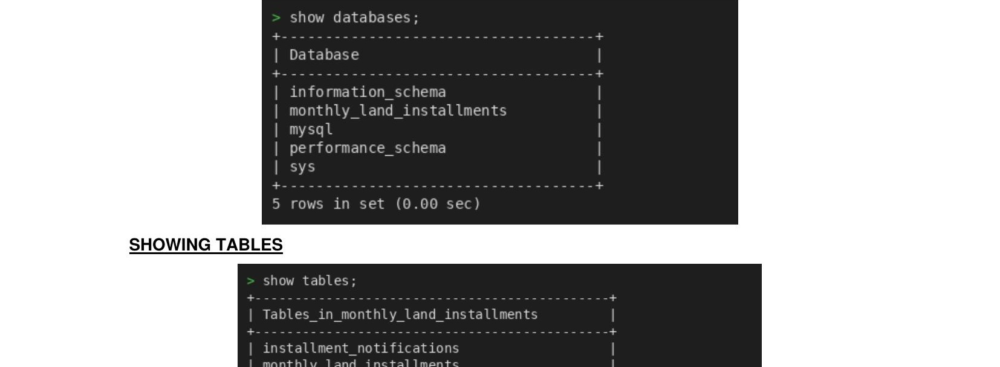 > show databases;
+------------------------------------+
| Database                           |
+------------------------------------+
| information_schema                 |
| monthly_land_installments          |
| mysql                              |
| performance_schema                 |
| sys                                |
+------------------------------------+
5 rows in set (0.00 sec)
SHOWING TABLES
> show tables;
+---------------------------------------------+
| Tables_in_monthly_land_installments         |
+---------------------------------------------+
| installment_notifications                   |
| monthly_land_installments                   |